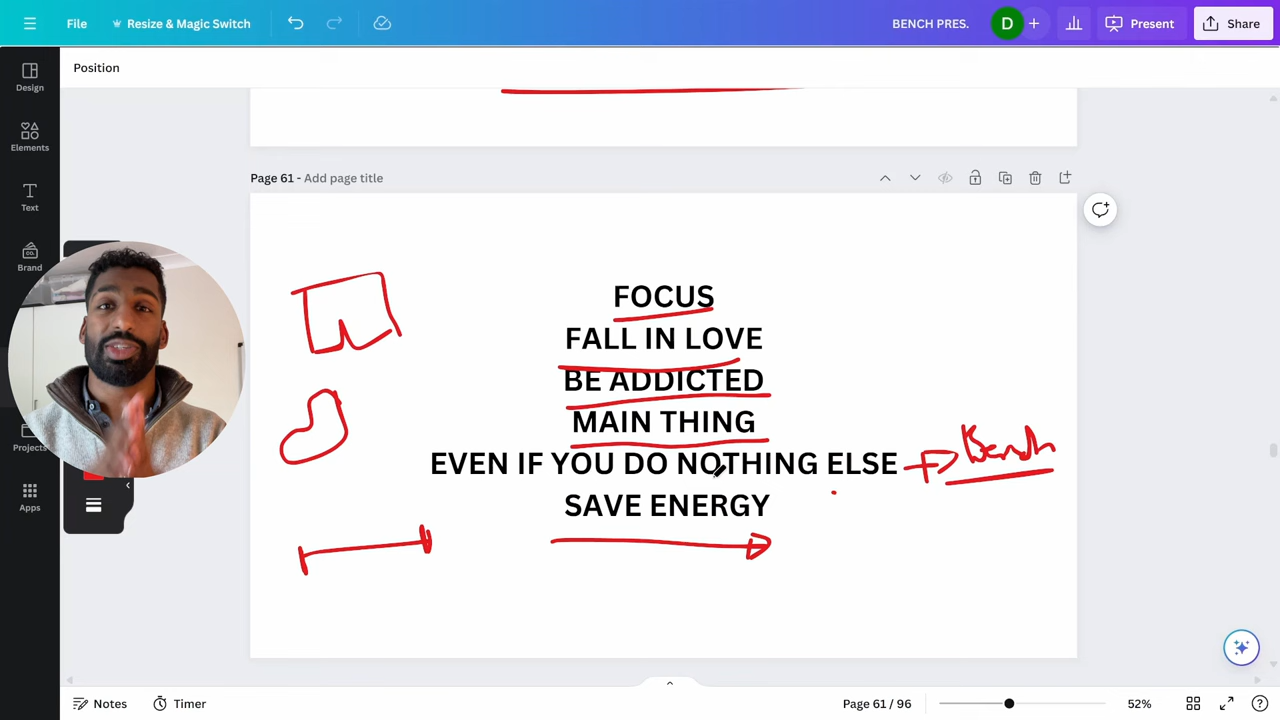 File
Resize & Magic Switch
BENCH PRES.
D
Present
Share
Position
Design
Elements
Text
Brand
Projects
Apps
Page 61 - Add page title
FOCUS
FALL IN LOVE
BE ADDICTED
MAIN THING
EVEN IF YOU DO NOTHING ELSE
Bench
SAVE ENERGY
Notes
Timer
Page 61 / 96
52%